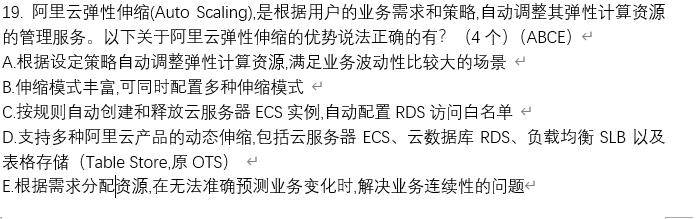 19. 阿里云弹性伸缩(Auto Scaling),是根据用户的业务需求和策略,自动调整其弹性计算资源
的管理服务。以下关于阿里云弹性伸缩的优势说法正确的有？（4 个）（ABCE）↵
A.根据设定策略自动调整弹性计算资源,满足业务波动性比较大的场景 ↵
B.伸缩模式丰富,可同时配置多种伸缩模式 ↵
C.按规则自动创建和释放云服务器 ECS 实例,自动配置 RDS 访问白名单 ↵
D.支持多种阿里云产品的动态伸缩,包括云服务器 ECS、云数据库 RDS、负载均衡 SLB 以及
表格存储（Table Store,原 OTS） ↵
E.根据需求分配资源,在无法准确预测业务变化时,解决业务连续性的问题↵